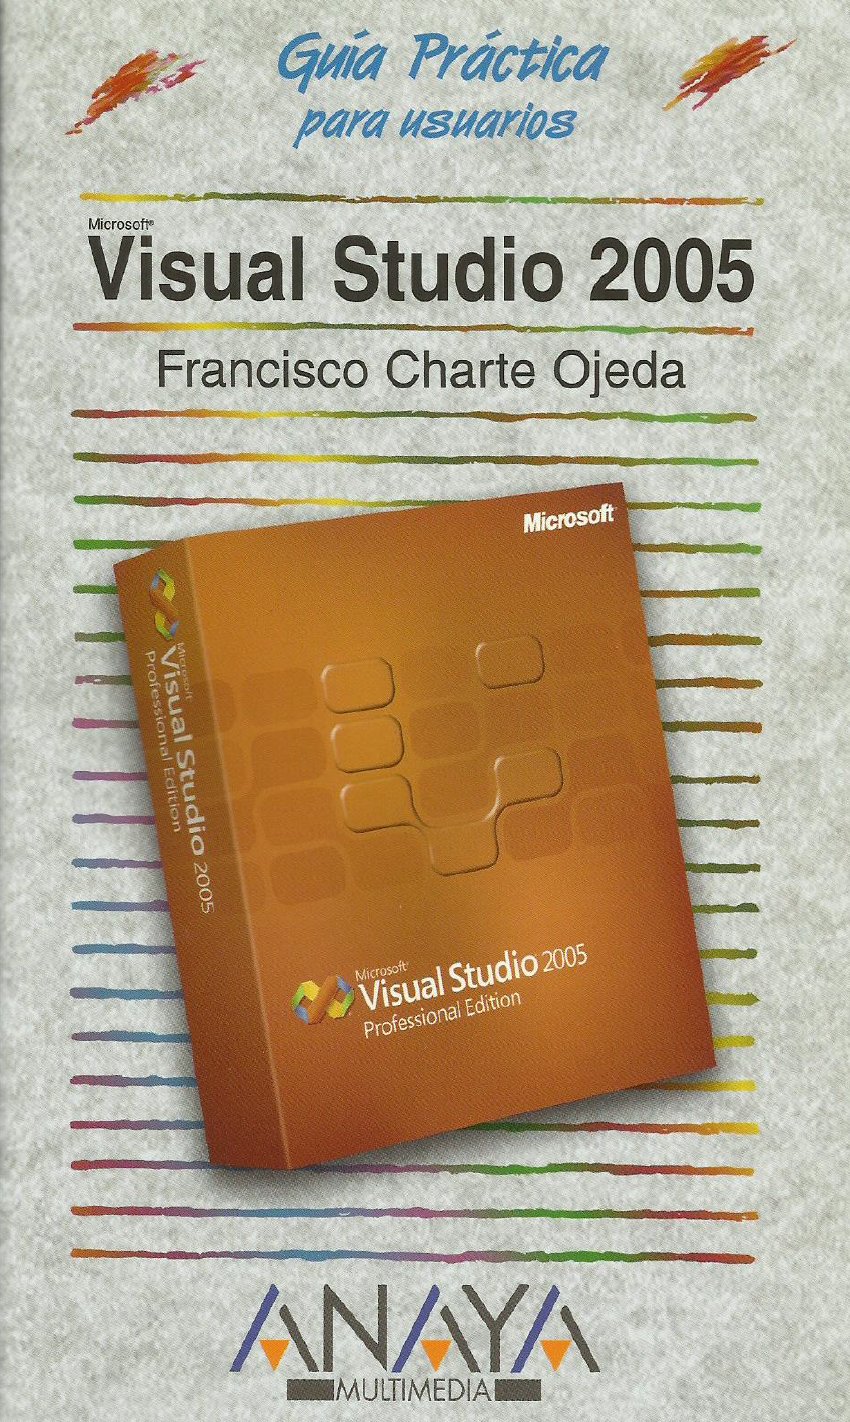 Guía Práctica
para usuarios
Microsoft®
Visual Studio 2005
Francisco Charte Ojeda
Microsoft
Microsoft
Visual Studio 2005
Professional Edition
Microsoft®
Visual Studio 2005
Professional Edition
ANAYA
MULTIMEDIA